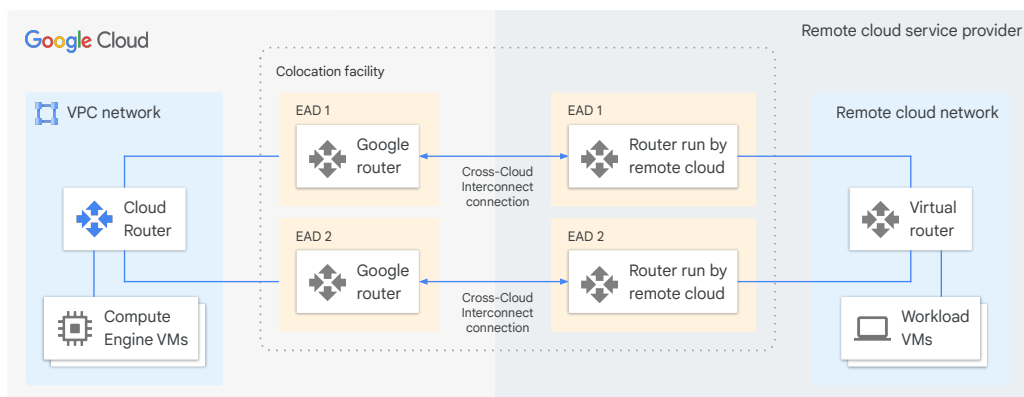 Google Cloud
Remote cloud service provider
Colocation facility
VPC network
EAD 1
Google
router
EAD 1
Router run by
remote cloud
Remote cloud network
Cross-Cloud
Interconnect
connection
Cloud
Router
Virtual
router
EAD 2
Google
router
EAD 2
Router run by
remote cloud
Cross-Cloud
Interconnect
connection
Compute
Engine VMs
Workload
VMs